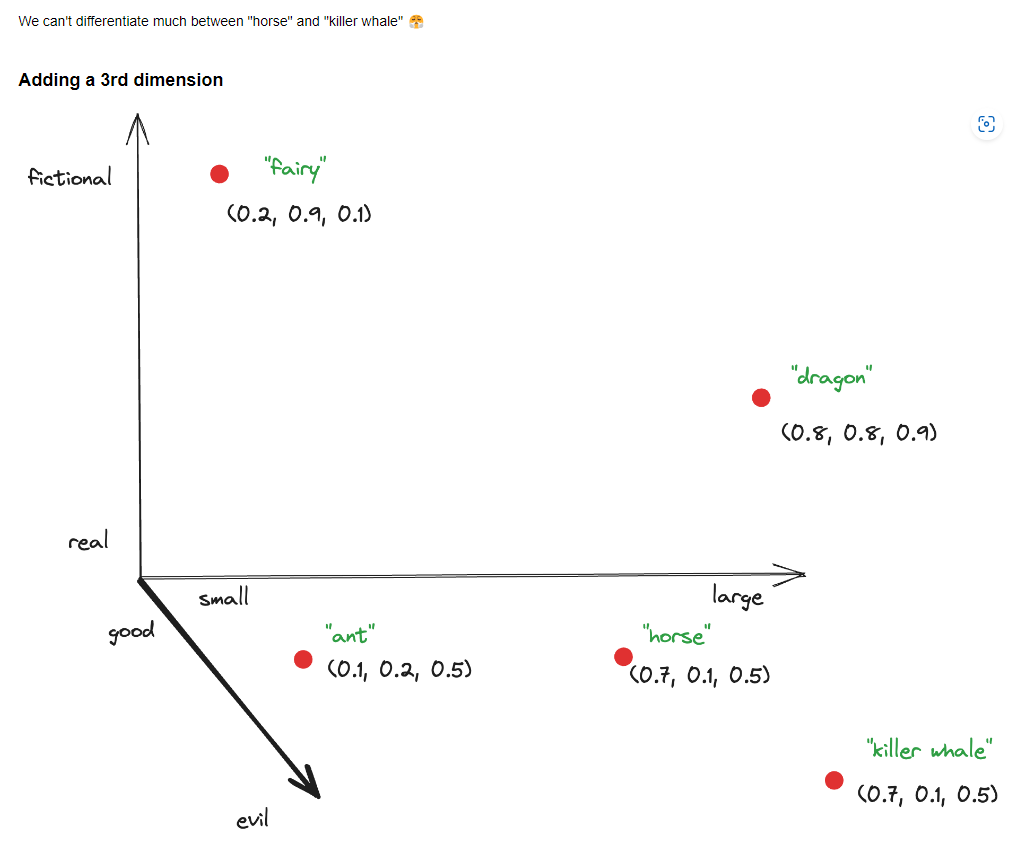 We can't differentiate much between "horse" and "killer whale" 😤
Adding a 3rd dimension
fictional
"fairy"
(0.2, 0.9, 0.1)
"dragon"
(0.8, 0.8, 0.9)
real
small
large
good
"ant"
(0.1, 0.2, 0.5)
"horse"
(0.7, 0.1, 0.5)
"killer whale"
(0.7, 0.1, 0.5)
evil